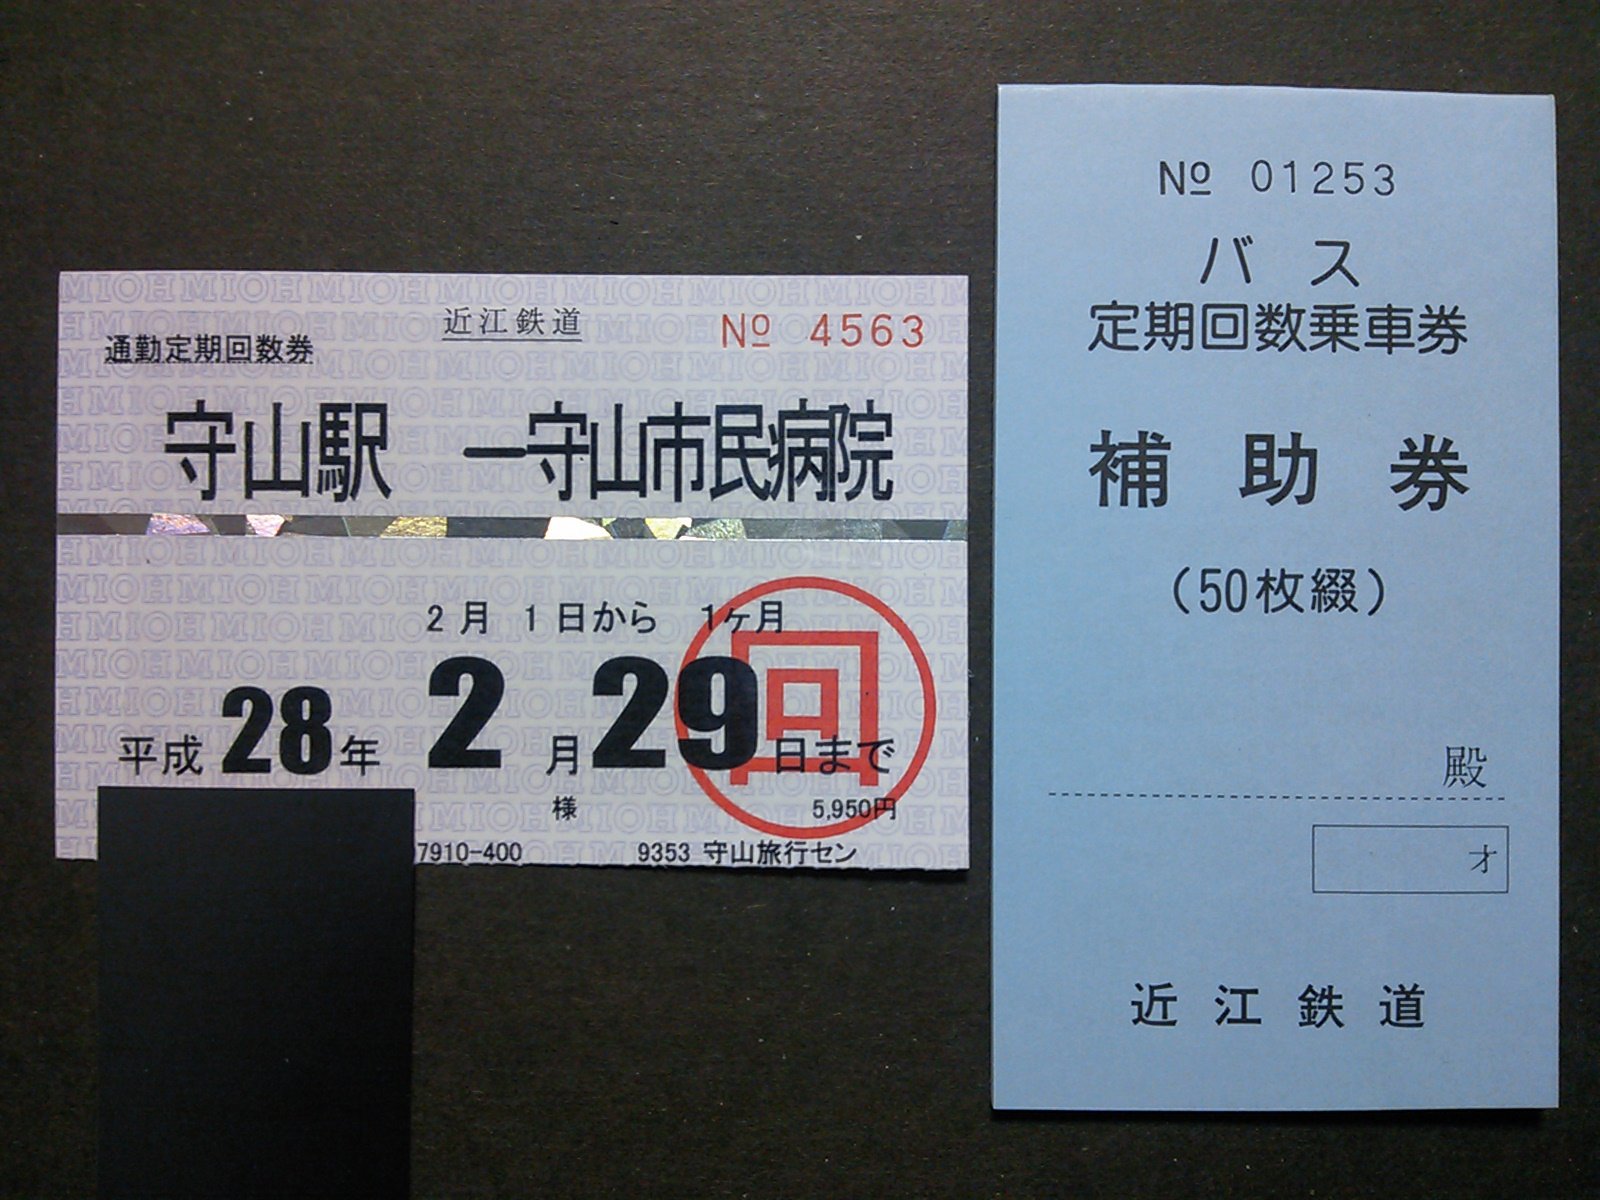 近江鉄道
№ 4563
通勤定期回数券
守山駅 ー守山市民病院
2月 1日から 1ヶ月
平成28年 2月29日まで
回
様 5,950円
7910-400 9353 守山旅行セン
№ 01253
バス
定期回数乗車券
補助券
(50枚綴)
殿
才
近江鉄道